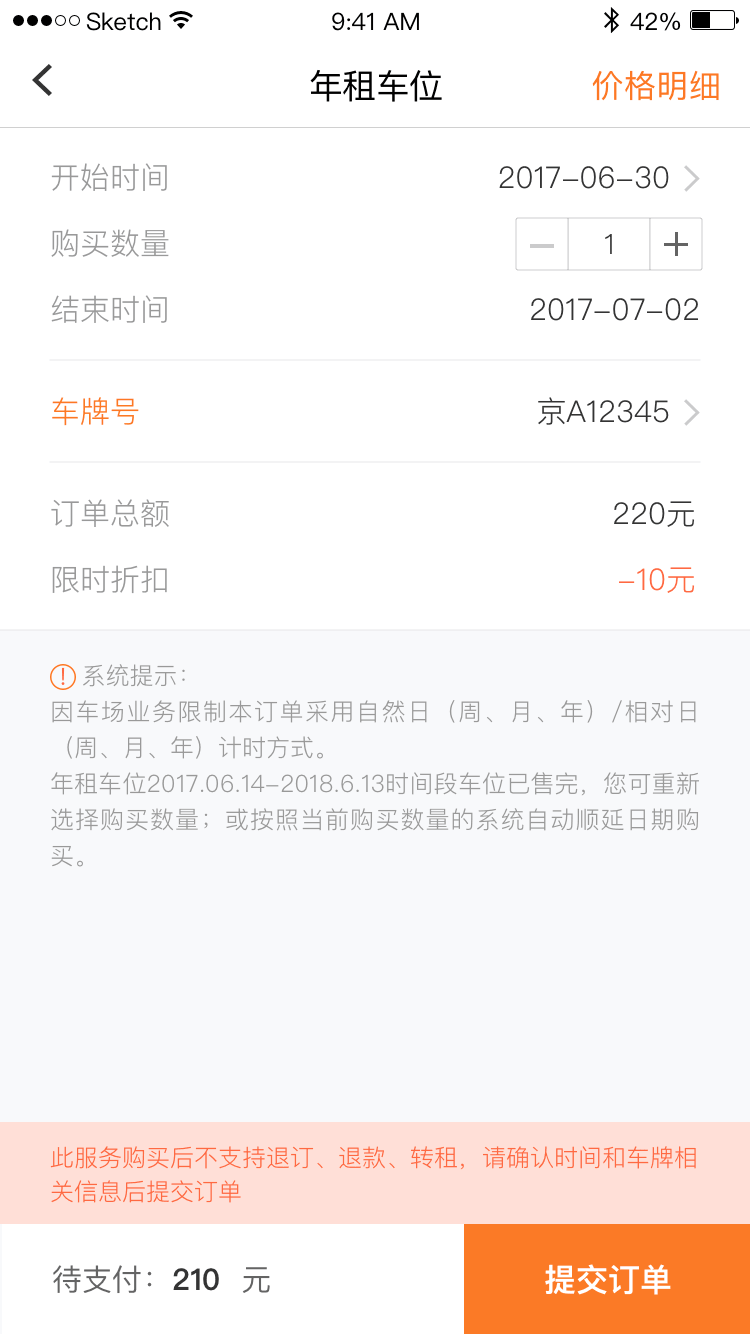 Sketch 9:41 AM 42%
年租车位 价格明细
开始时间 2017-06-30
购买数量 1
结束时间 2017-07-02
车牌号 京A12345
订单总额 220元
限时折扣 -10元
系统提示：
因车场业务限制本订单采用自然日（周、月、年）/相对日
（周、月、年）计时方式。
年租车位2017.06.14-2018.6.13时间段车位已售完，您可重新
选择购买数量；或按照当前购买数量的系统自动顺延日期购
买。
此服务购买后不支持退订、退款、转租，请确认时间和车牌相
关信息后提交订单
待支付：210 元 提交订单